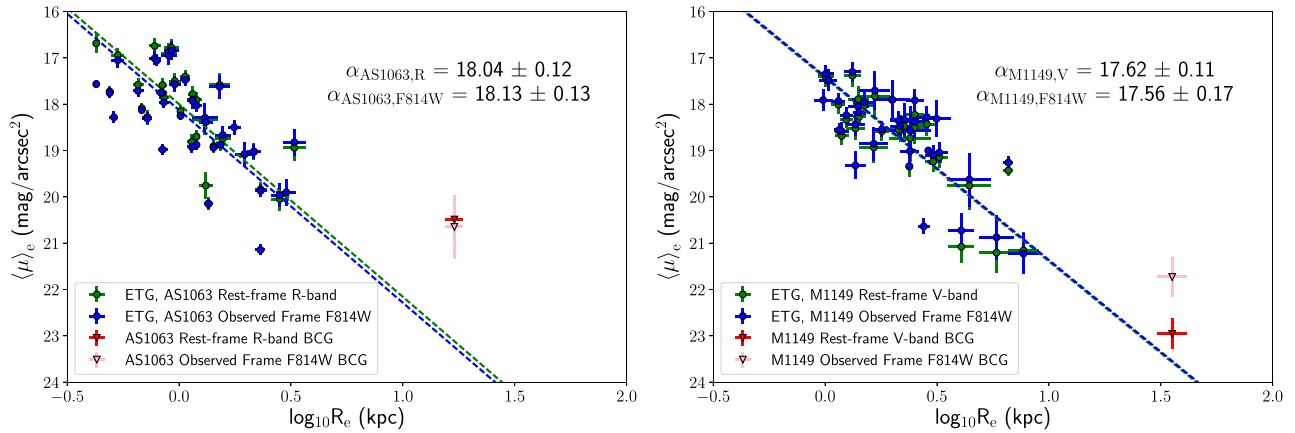 16
17
18
19
20
21
22
23
24
⟨μ⟩e (mag/arcsec²)
αAS1063,R = 18.04 ± 0.12
αAS1063,F814W = 18.13 ± 0.13
ETG, AS1063 Rest-frame R-band
ETG, AS1063 Observed Frame F814W
AS1063 Rest-frame R-band BCG
AS1063 Observed Frame F814W BCG
−0.5 0.0 0.5 1.0 1.5 2.0
log₁₀Rₑ (kpc)
16
17
18
19
20
21
22
23
24
⟨μ⟩e (mag/arcsec²)
αM1149,V = 17.62 ± 0.11
αM1149,F814W = 17.56 ± 0.17
ETG, M1149 Rest-frame V-band
ETG, M1149 Observed Frame F814W
M1149 Rest-frame V-band BCG
M1149 Observed Frame F814W BCG
−0.5 0.0 0.5 1.0 1.5 2.0
log₁₀Rₑ (kpc)